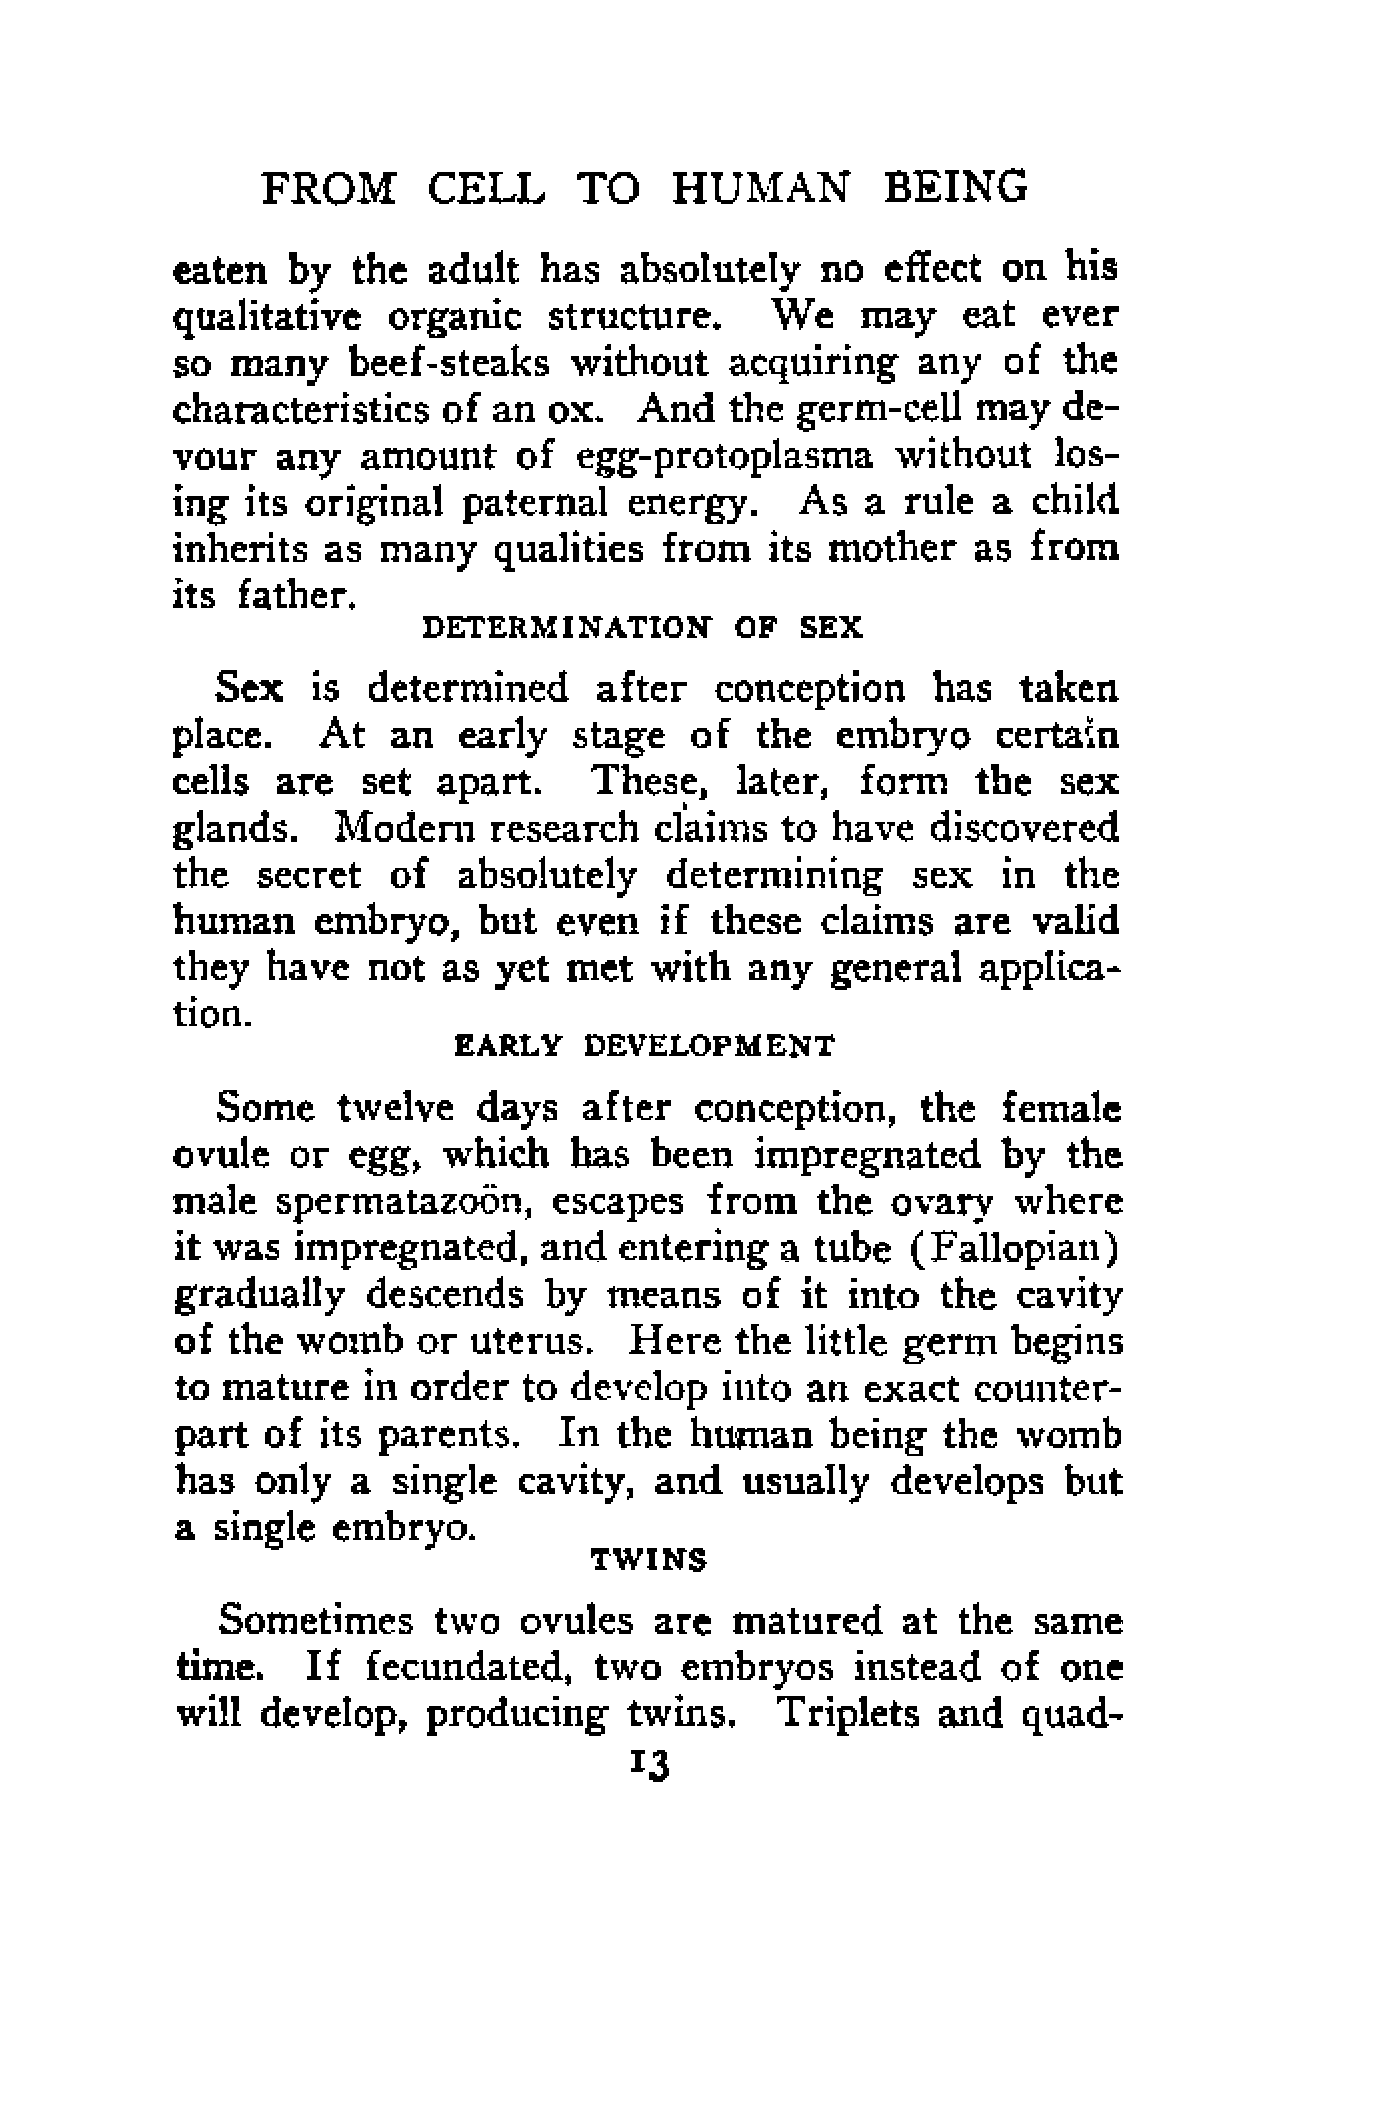 FROM CELL TO HUMAN BEING
eaten by the adult has absolutely no effect on his
qualitative organic structure. We may eat ever
so many beef-steaks without acquiring any of the
characteristics of an ox. And the germ-cell may de-
vour any amount of egg-protoplasma without los-
ing its original paternal energy. As a rule a child
inherits as many qualities from its mother as from
its father.
DETERMINATION OF SEX
Sex is determined after conception has taken
place. At an early stage of the embryo certain
cells are set apart. These, later, form the sex
glands. Modern research claims to have discovered
the secret of absolutely determining sex in the
human embryo, but even if these claims are valid
they have not as yet met with any general applica-
tion.
EARLY DEVELOPMENT
Some twelve days after conception, the female
ovule or egg, which has been impregnated by the
male spermatazoön, escapes from the ovary where
it was impregnated, and entering a tube (Fallopian)
gradually descends by means of it into the cavity
of the womb or uterus. Here the little germ begins
to mature in order to develop into an exact counter-
part of its parents. In the human being the womb
has only a single cavity, and usually develops but
a single embryo.
TWINS
Sometimes two ovules are matured at the same
time. If fecundated, two embryos instead of one
will develop, producing twins. Triplets and quad-
13